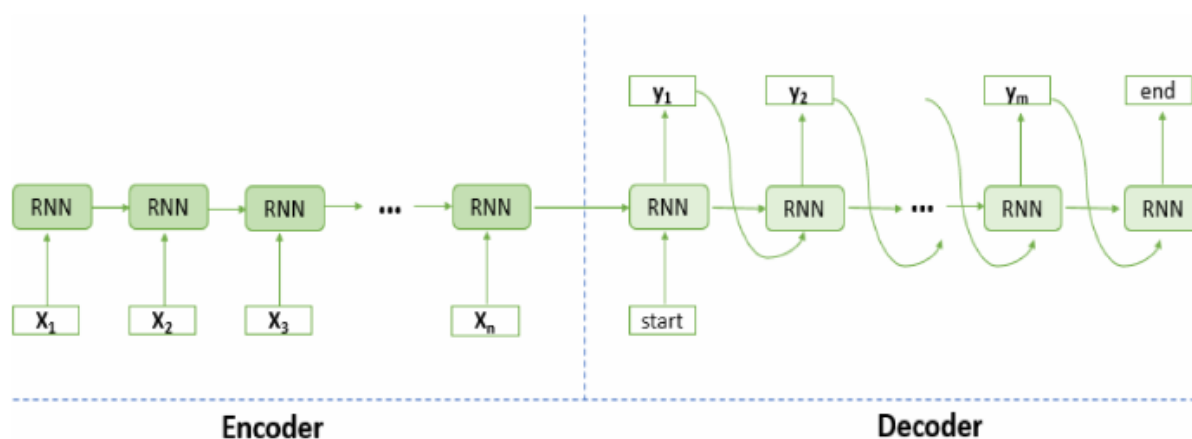 y₁ y₂ yₘ end
RNN RNN RNN ... RNN RNN RNN ... RNN RNN
X₁ X₂ X₃ Xₙ start
Encoder Decoder